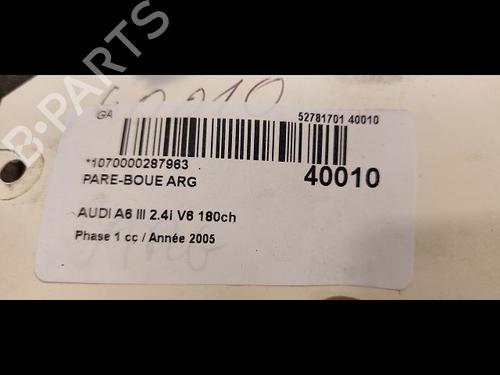 40010
GA
52781701 40010
*1070000287963
PARE-BOUE ARG
40010
AUDI A6 III 2.4i V6 180ch
Phase 1 cc / Année 2005
B-PARTS